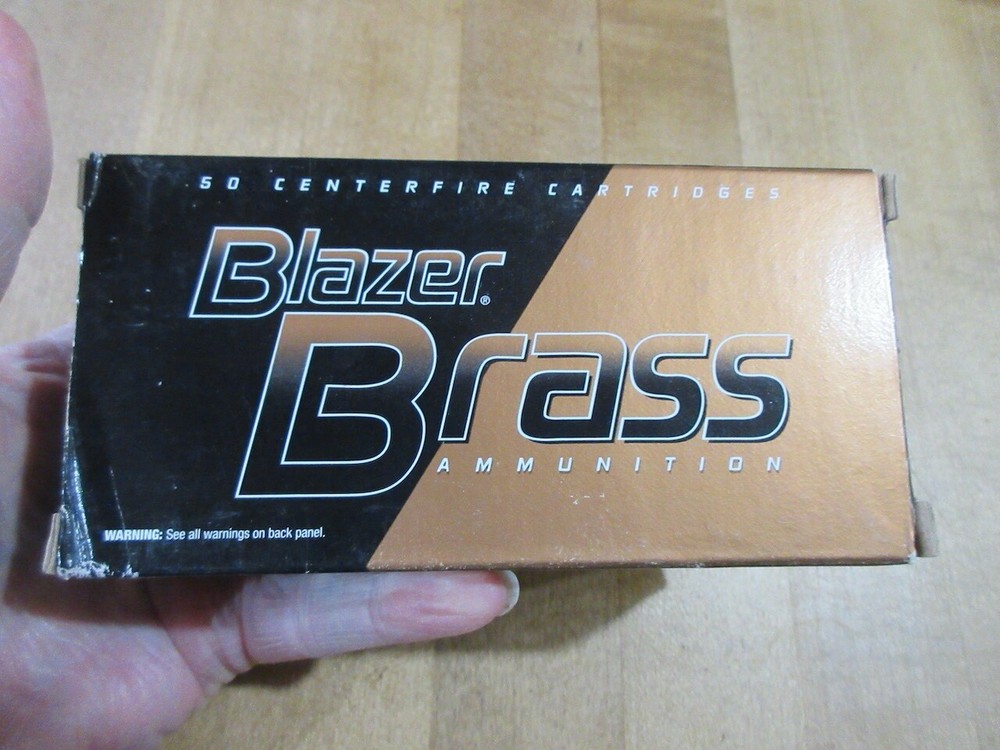 50 CENTERFIRE CARTRIDGES
Blazer®
Brass
AMMUNITION
WARNING: See all warnings on back panel.